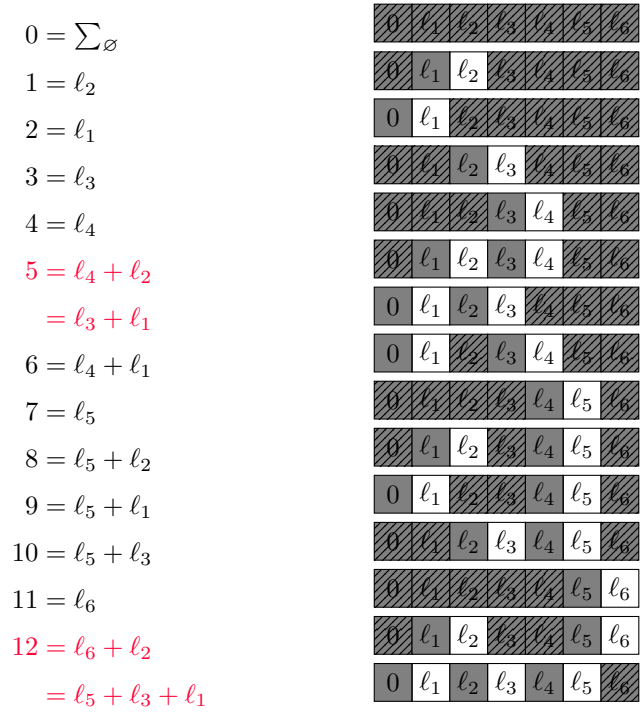 0 = ∑_∅ 0 ℓ₁ ℓ₂ ℓ₃ ℓ₄ ℓ₅ ℓ₆
1 = ℓ₂ 0 ℓ₁ ℓ₂ ℓ₃ ℓ₄ ℓ₅ ℓ₆
2 = ℓ₁ 0 ℓ₁ ℓ₂ ℓ₃ ℓ₄ ℓ₅ ℓ₆
3 = ℓ₃ 0 ℓ₁ ℓ₂ ℓ₃ ℓ₄ ℓ₅ ℓ₆
4 = ℓ₄ 0 ℓ₁ ℓ₂ ℓ₃ ℓ₄ ℓ₅ ℓ₆
5 = ℓ₄ + ℓ₂ 0 ℓ₁ ℓ₂ ℓ₃ ℓ₄ ℓ₅ ℓ₆
= ℓ₃ + ℓ₁ 0 ℓ₁ ℓ₂ ℓ₃ ℓ₄ ℓ₅ ℓ₆
6 = ℓ₄ + ℓ₁ 0 ℓ₁ ℓ₂ ℓ₃ ℓ₄ ℓ₅ ℓ₆
7 = ℓ₅ 0 ℓ₁ ℓ₂ ℓ₃ ℓ₄ ℓ₅ ℓ₆
8 = ℓ₅ + ℓ₂ 0 ℓ₁ ℓ₂ ℓ₃ ℓ₄ ℓ₅ ℓ₆
9 = ℓ₅ + ℓ₁ 0 ℓ₁ ℓ₂ ℓ₃ ℓ₄ ℓ₅ ℓ₆
10 = ℓ₅ + ℓ₃ 0 ℓ₁ ℓ₂ ℓ₃ ℓ₄ ℓ₅ ℓ₆
11 = ℓ₆ 0 ℓ₁ ℓ₂ ℓ₃ ℓ₄ ℓ₅ ℓ₆
12 = ℓ₆ + ℓ₂ 0 ℓ₁ ℓ₂ ℓ₃ ℓ₄ ℓ₅ ℓ₆
= ℓ₅ + ℓ₃ + ℓ₁ 0 ℓ₁ ℓ₂ ℓ₃ ℓ₄ ℓ₅ ℓ₆